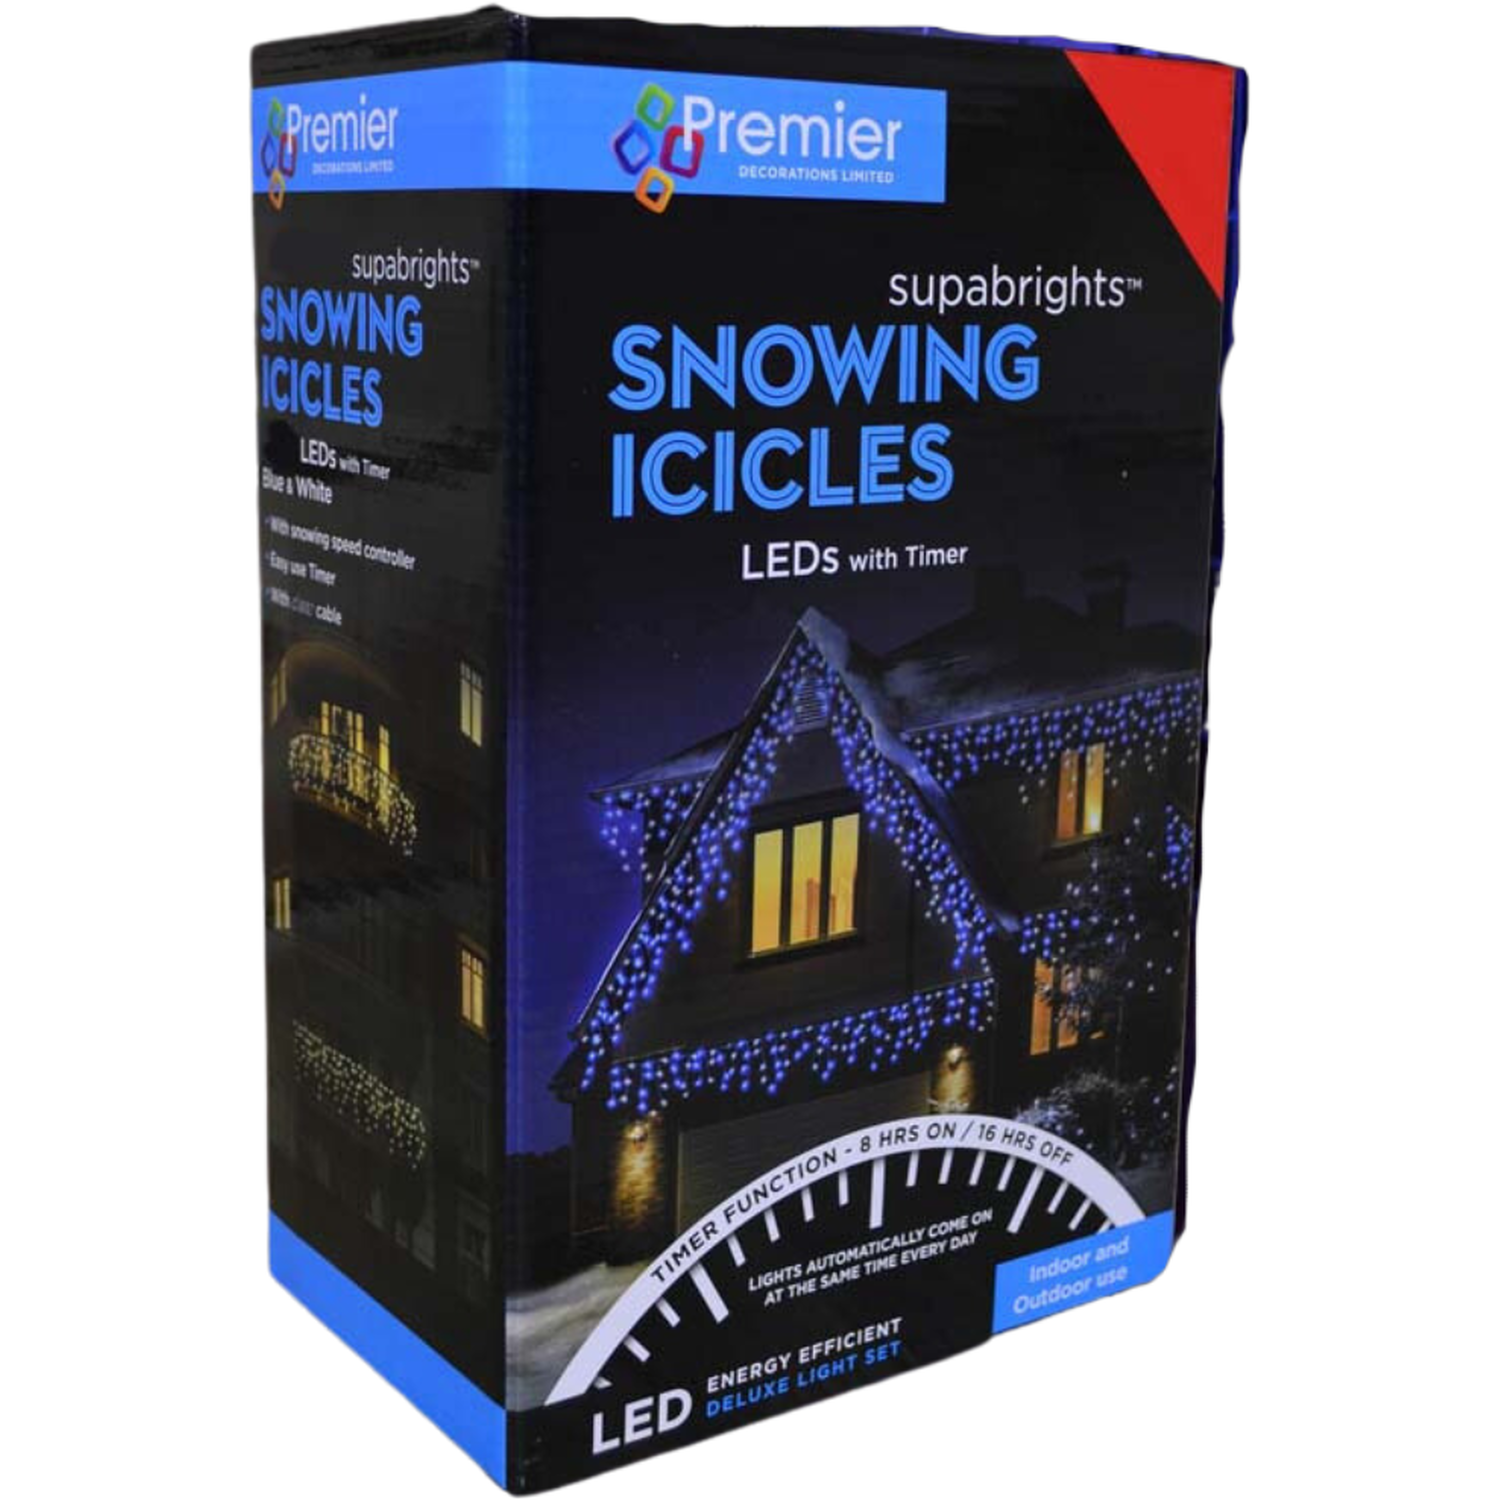 Premier
DECORATIONS LIMITED
supabrights™
SNOWING
ICICLES
LEDs with Timer
Blue & White
With snowing speed controller
Easy use Timer
With clear cable
Premier
DECORATIONS LIMITED
supabrights™
SNOWING
ICICLES
LEDs with Timer
TIMER FUNCTION - 8 HRS ON / 16 HRS OFF
LIGHTS AUTOMATICALLY COME ON
AT THE SAME TIME EVERY DAY
Indoor and
Outdoor use
LED ENERGY EFFICIENT
DELUXE LIGHT SET